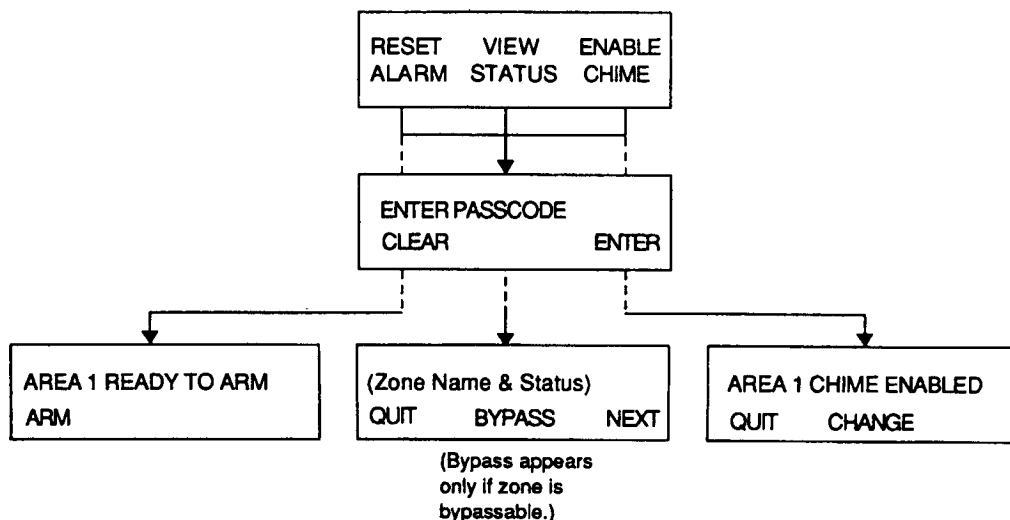 RESET VIEW ENABLE
ALARM STATUS CHIME
ENTER PASSCODE
CLEAR ENTER
AREA 1 READY TO ARM
ARM
(Zone Name & Status)
QUIT BYPASS NEXT
(Bypass appears
only if zone is
bypassable.)
AREA 1 CHIME ENABLED
QUIT CHANGE